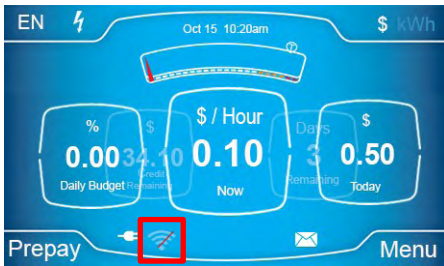 EN
Oct 15 10:20am
$ kWh
%
0.00
Daily Budget
$
34.10
Credit
Remaining
$ / Hour
0.10
Now
Days
3
Remaining
$
0.50
Today
Prepay
Menu